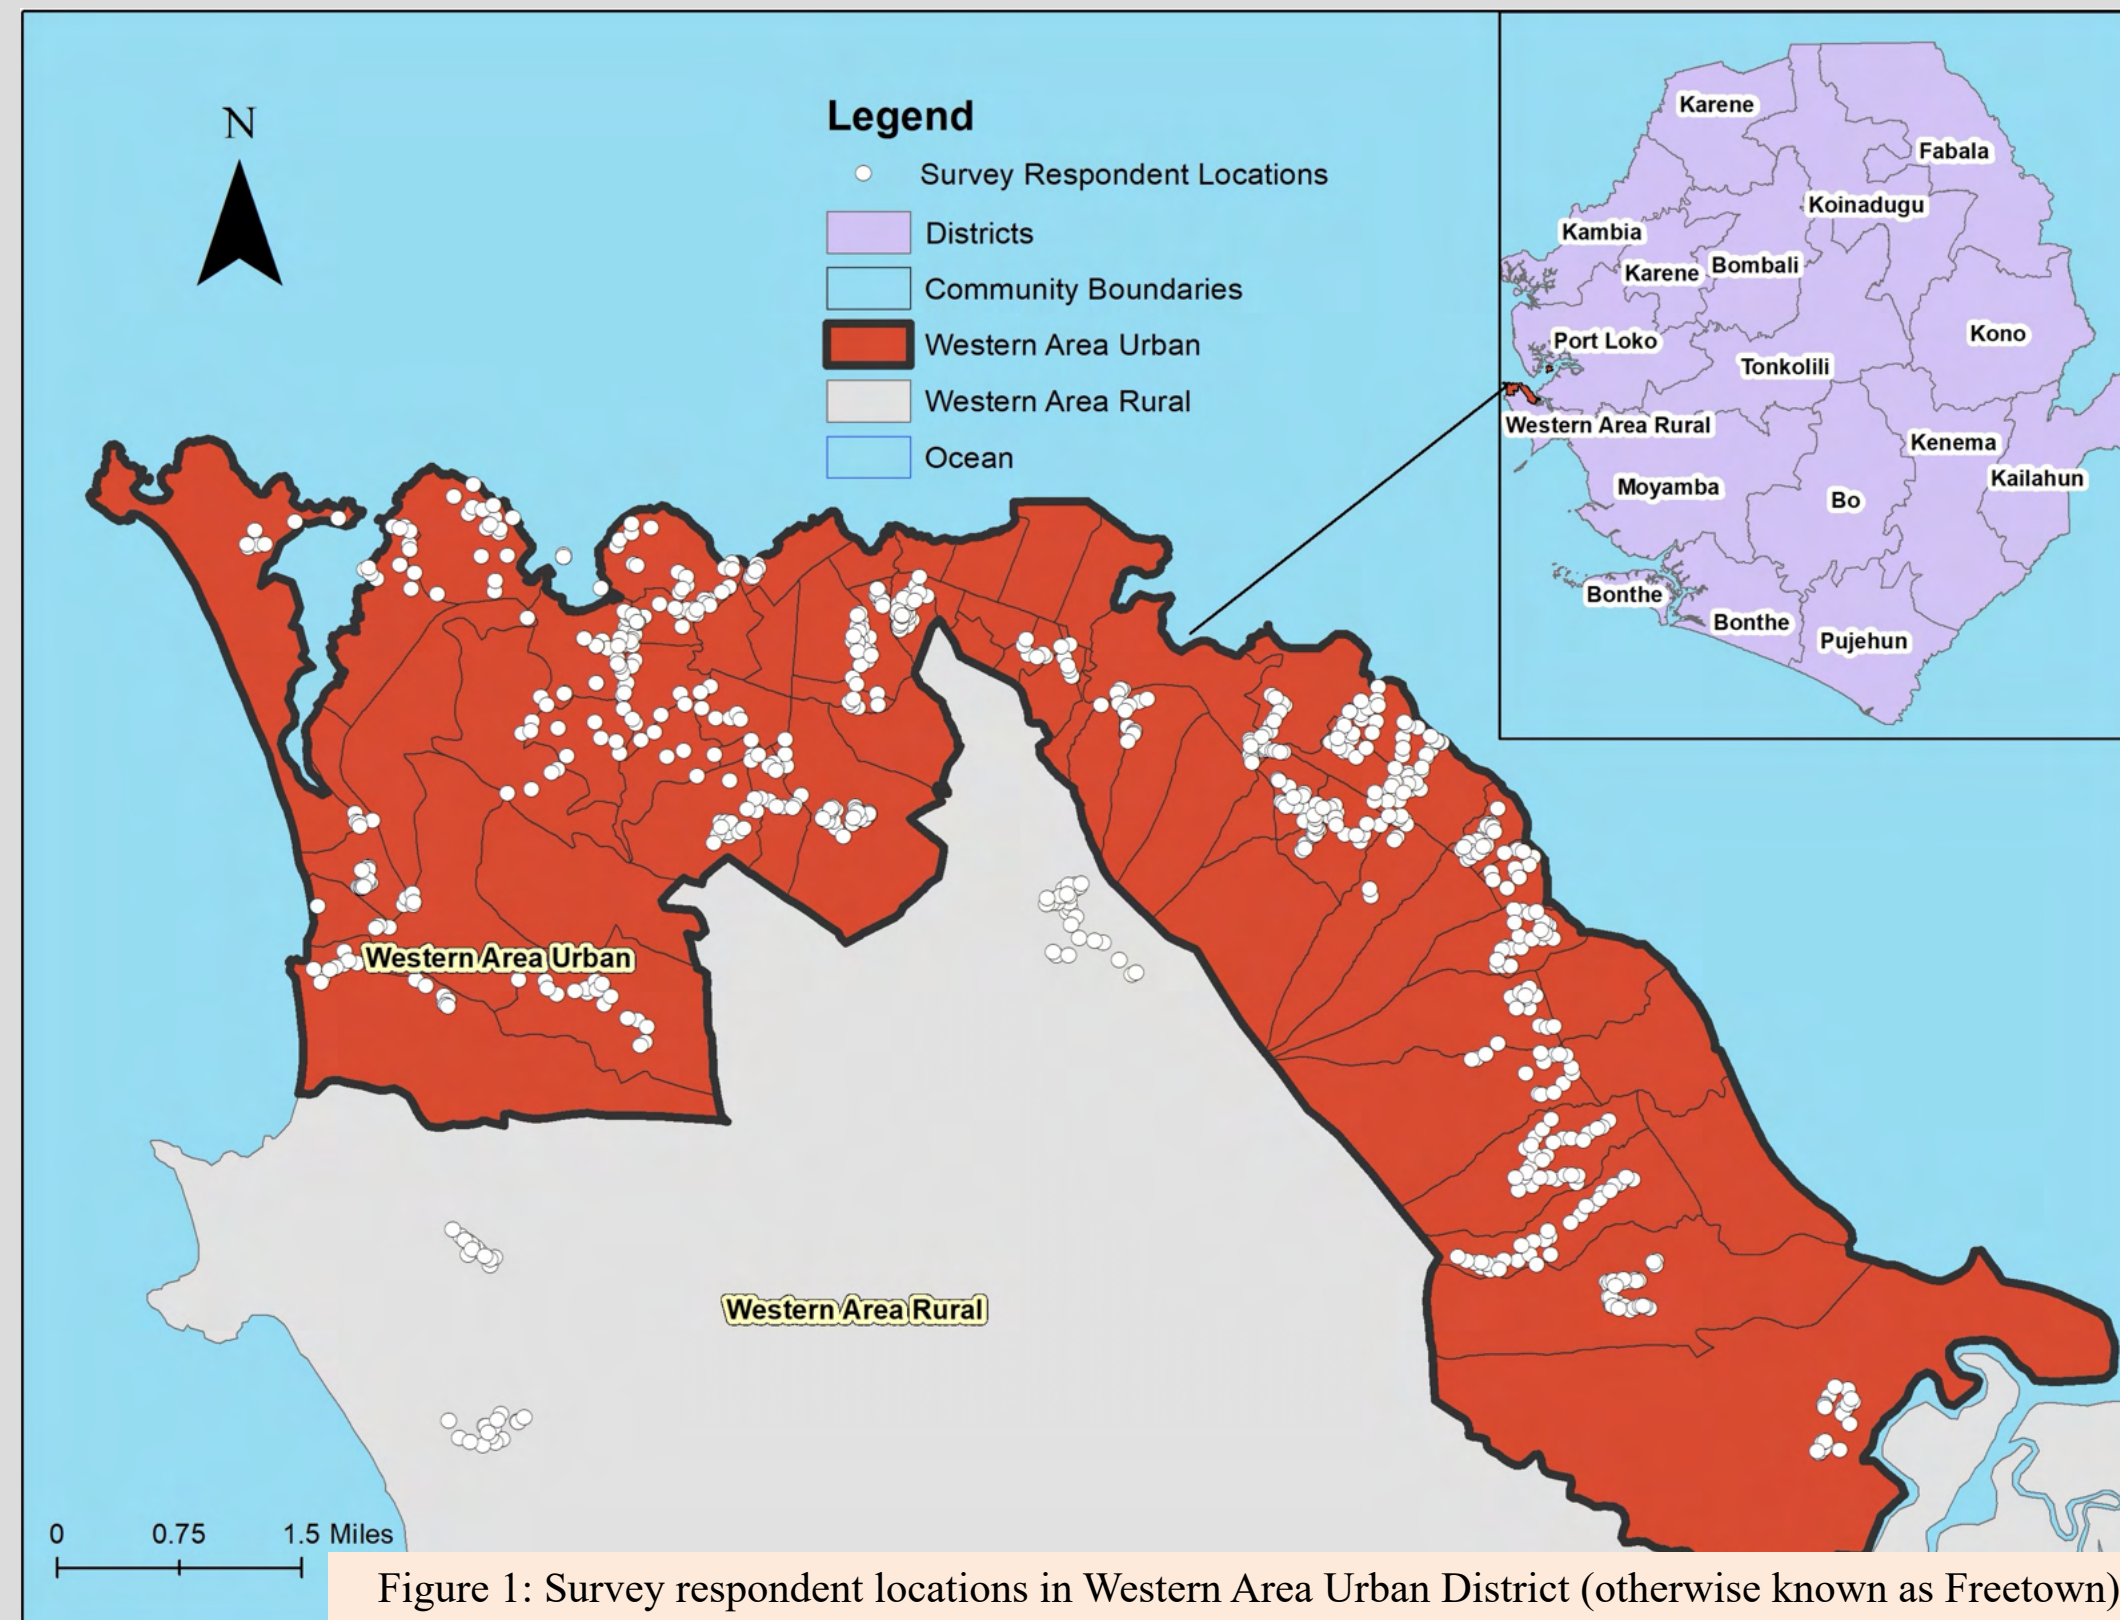 N
Legend
Survey Respondent Locations
Districts
Community Boundaries
Western Area Urban
Western Area Rural
Ocean
Karene
Fabala
Koinadugu
Kambia
Karene
Bombali
Port Loko
Kono
Tonkolili
Western Area Rural
Kenema
Kailahun
Moyamba
Bo
Bonthe
Bonthe
Pujehun
Western Area Urban
Western Area Rural
0 0.75 1.5 Miles
Figure 1: Survey respondent locations in Western Area Urban District (otherwise known as Freetown)